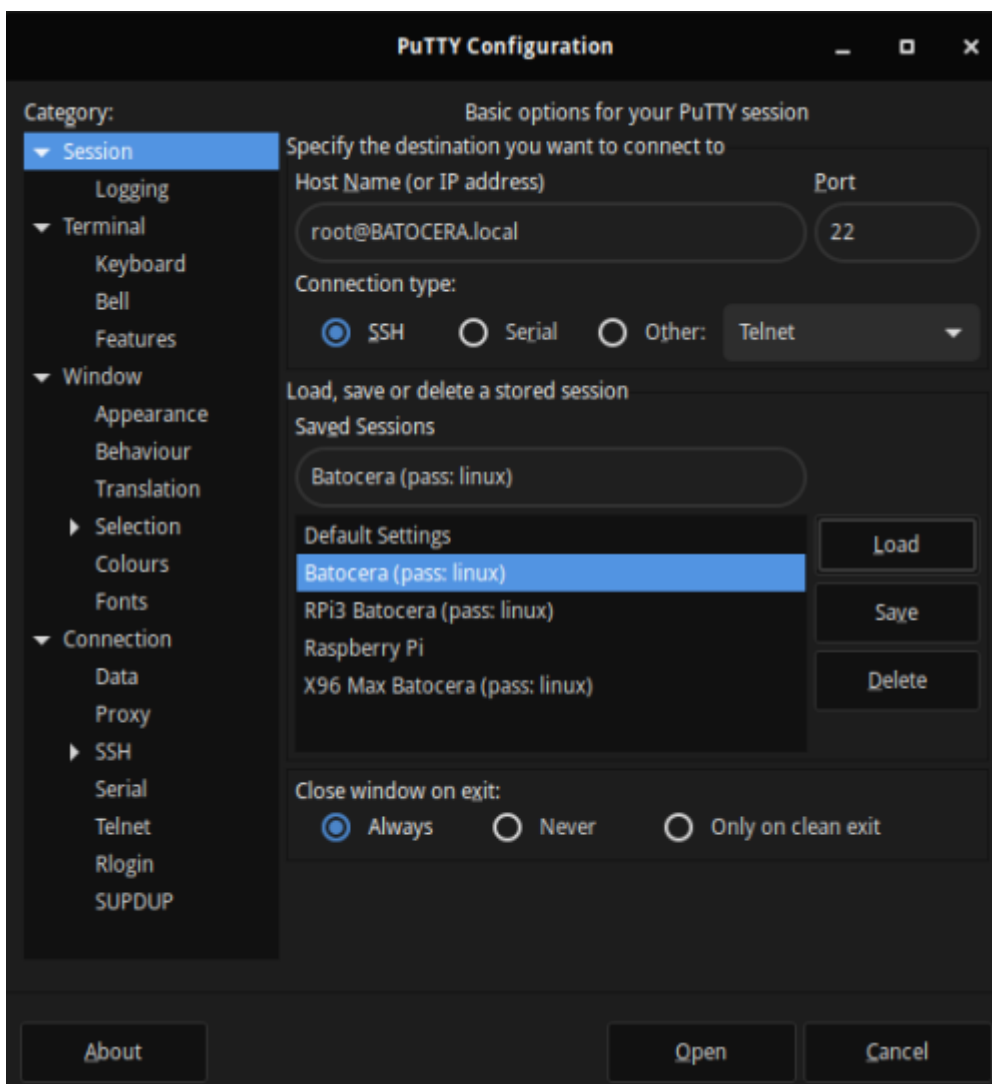 PuTTY Configuration
Category:
Session
Logging
Terminal
Keyboard
Bell
Features
Window
Appearance
Behaviour
Translation
Selection
Colours
Fonts
Connection
Data
Proxy
SSH
Serial
Telnet
Rlogin
SUPDUP
Basic options for your PuTTY session
Specify the destination you want to connect to
Host Name (or IP address) Port
root@BATOCERA.local 22
Connection type:
SSH Serial Other: Telnet
Load, save or delete a stored session
Saved Sessions
Batocera (pass: linux)
Default Settings
Batocera (pass: linux)
RPi3 Batocera (pass: linux)
Raspberry Pi
X96 Max Batocera (pass: linux)
Load
Save
Delete
Close window on exit:
Always Never Only on clean exit
About Open Cancel